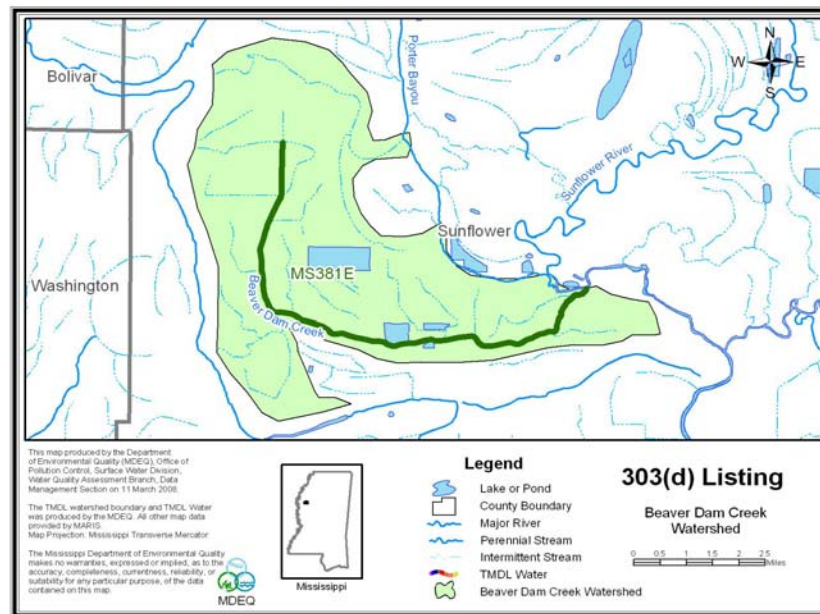 Bolivar
Porter Bayou
N
W E
S
Sunflower River
Sunflower
MS381E
Washington
Beaver Dam Creek
This map produced by the Department
of Environmental Quality (MDEQ), Office of
Pollution Control, Surface Water Division,
Water Quality Assessment Branch, Data
Management Section on 11 March 2008.
The TMDL watershed boundary and TMDL Water
was produced by the MDEQ. All other map data
provided by MARIS.
Map Projection: Mississippi Transverse Mercator
The Mississippi Department of Environmental Quality
makes no warranties, expressed or implied, as to the
accuracy, completeness, currentness, reliability, or
suitability for any particular purpose, of the data
contained on this map.
MDEQ
Mississippi
Legend
Lake or Pond
County Boundary
Major River
Perennial Stream
Intermittent Stream
TMDL Water
Beaver Dam Creek Watershed
303(d) Listing
Beaver Dam Creek
Watershed
0 0.5 1 1.5 2 2.5
Miles